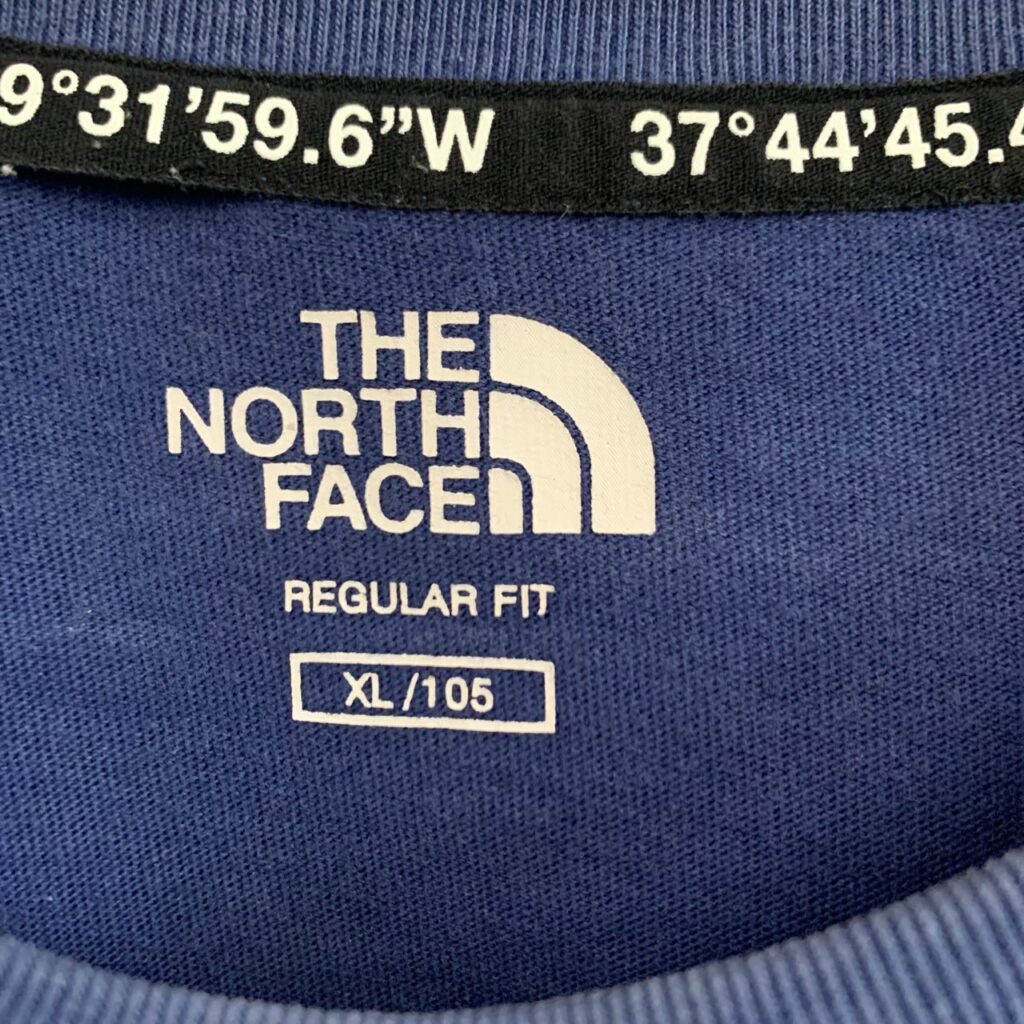 9°31’59.6”W 37°44’45.4
THE
NORTH
FACE
REGULAR FIT
XL/105